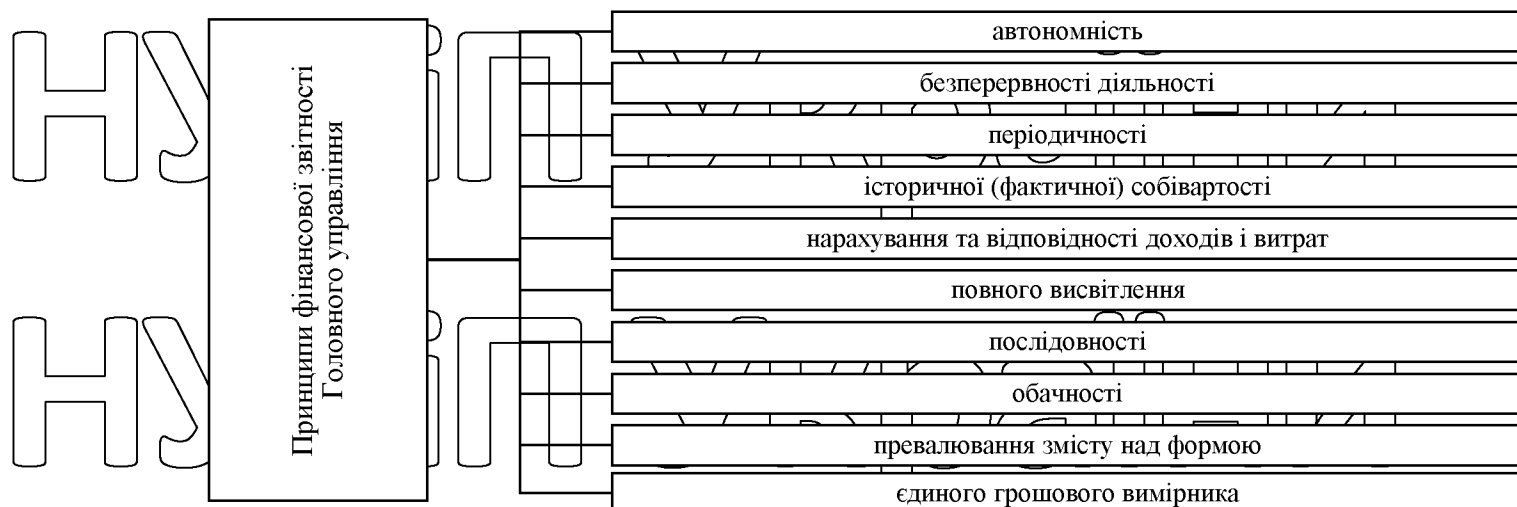 Принципи фінансової звітності
Головного управління
автономність
безперервності діяльності
періодичності
історичної (фактичної) собівартості
нарахування та відповідності доходів і витрат
повного висвітлення
послідовності
обачності
превалювання змісту над формою
єдиного грошового вимірника